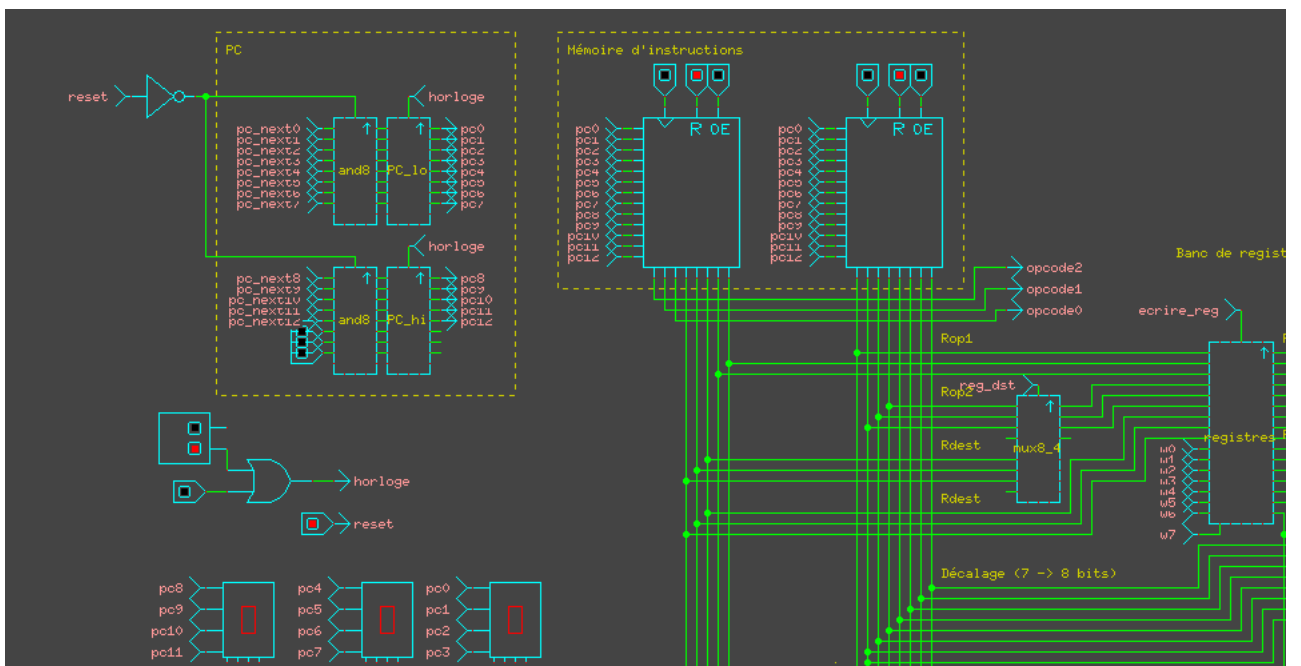 PC
reset
horloge
pc_next0
pc_next1
pc_next2
pc_next3
pc_next4
pc_next5
pc_next6
pc_next7
and8
PC_lo
pc0
pc1
pc2
pc3
pc4
pc5
pc6
pc7
horloge
pc_next8
pc_next9
pc_next10
pc_next11
pc_next12
and8
PC_hi
pc8
pc9
pc10
pc11
pc12
Mémoire d'instructions
R OE
pc0
pc1
pc2
pc3
pc4
pc5
pc6
pc7
pc8
pc9
pc10
pc11
pc12
R OE
pc0
pc1
pc2
pc3
pc4
pc5
pc6
pc7
pc8
pc9
pc10
pc11
pc12
opcode2
opcode1
opcode0
Banc de regist
ecrire_reg
Rop1
reg_dst
Rop2
Rdest
mux8_4
registres
Rdest
w0
w1
w2
w3
w4
w5
w6
w7
Décalage (7 -> 8 bits)
horloge
reset
pc8
pc9
pc10
pc11
pc4
pc5
pc6
pc7
pc0
pc1
pc2
pc3